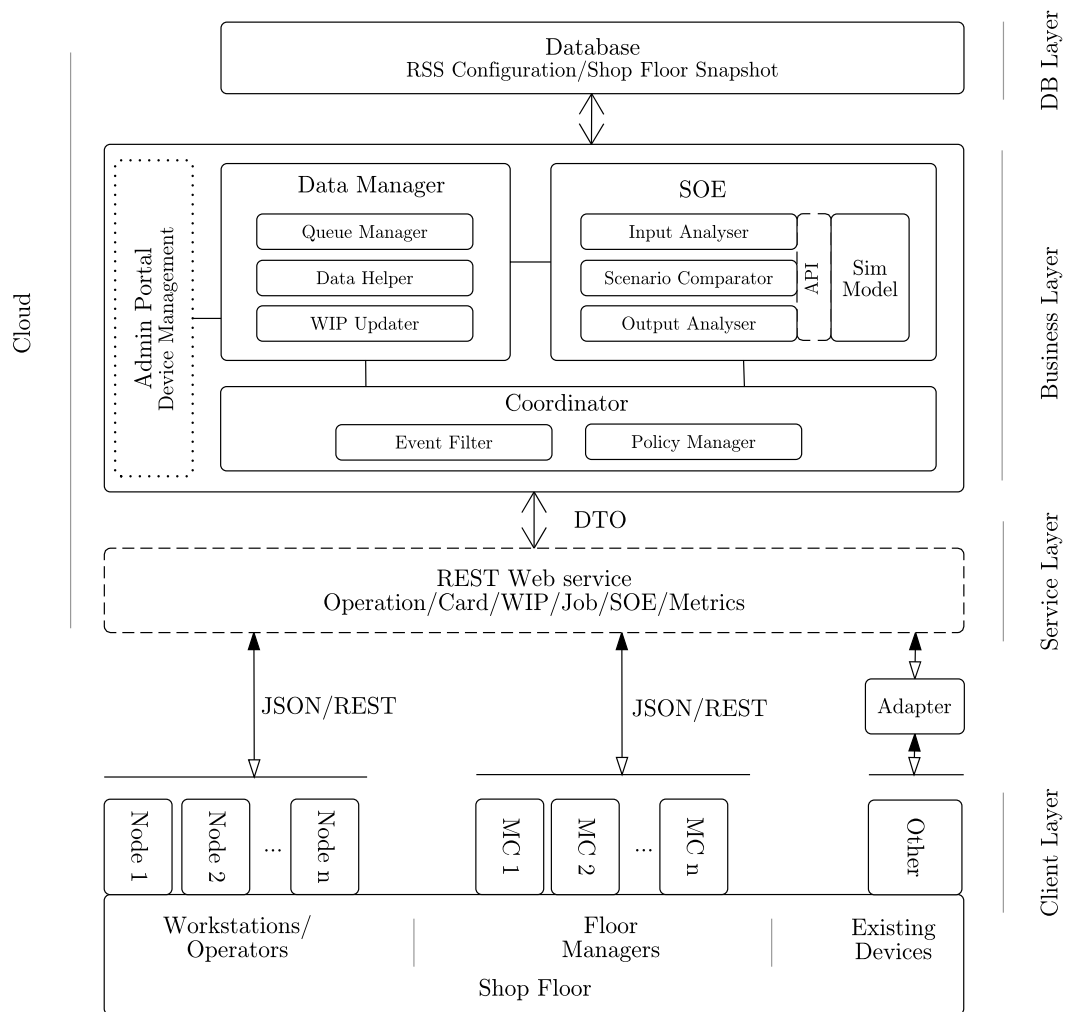 Database
RSS Configuration/Shop Floor Snapshot
DB Layer
Cloud
Admin Portal
Device Management
Data Manager
Queue Manager
Data Helper
WIP Updater
SOE
Input Analyser
Scenario Comparator
Output Analyser
API
Sim
Model
Coordinator
Event Filter
Policy Manager
Business Layer
DTO
REST Web service
Operation/Card/WIP/Job/SOE/Metrics
Service Layer
JSON/REST
JSON/REST
Adapter
Node 1
Node 2
...
Node n
MC 1
MC 2
...
MC n
Other
Client Layer
Workstations/
Operators
Floor
Managers
Existing
Devices
Shop Floor